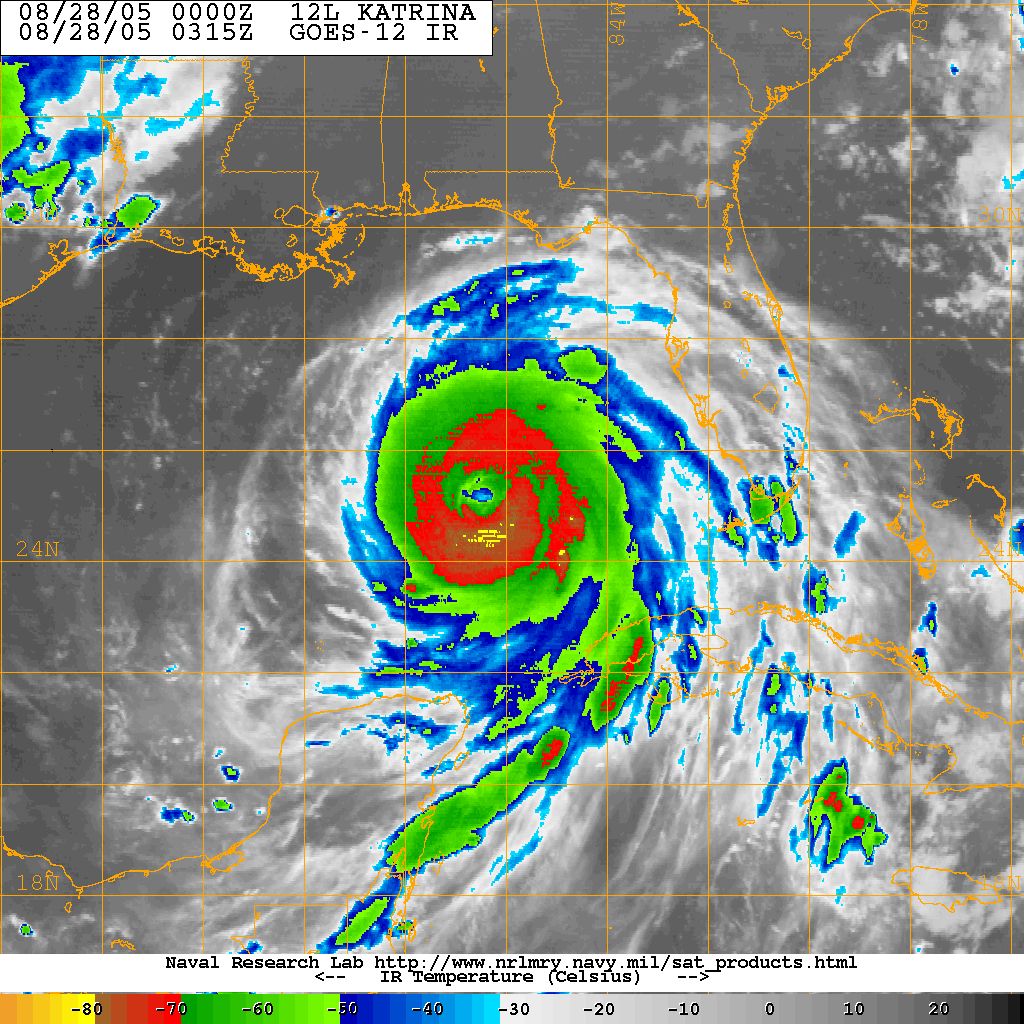 08/28/05 0000Z 12L KATRINA
08/28/05 0315Z GOES-12 IR
84W
78W
30N
24N
24N
18N
18N
Naval Research Lab http://www.nrlmry.navy.mil/sat_products.html
<-- IR Temperature (Celsius) -->
-80 -70 -60 -50 -40 -30 -20 -10 0 10 20